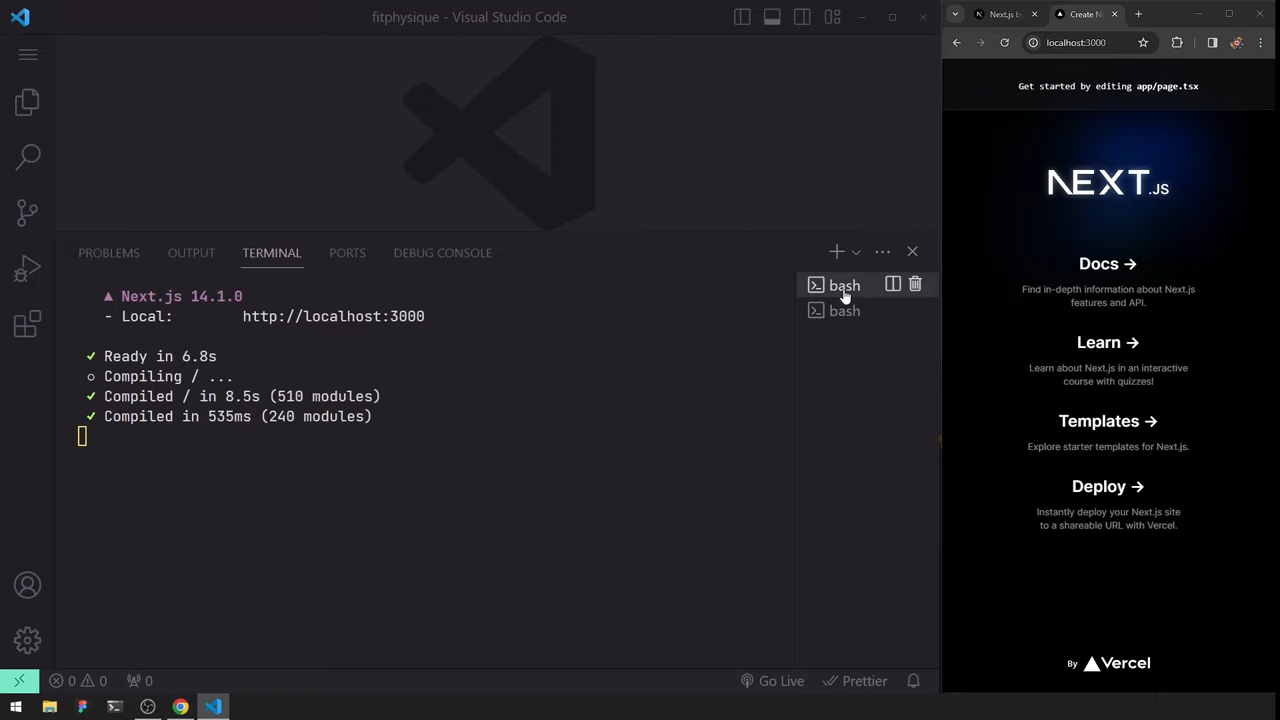 fitphysique - Visual Studio Code
PROBLEMS OUTPUT TERMINAL PORTS DEBUG CONSOLE
▲ Next.js 14.1.0
- Local: http://localhost:3000
✓ Ready in 6.8s
○ Compiling / ...
✓ Compiled / in 8.5s (510 modules)
✓ Compiled in 535ms (240 modules)
bash
bash
0 0 0
Go Live
Prettier
Next.js b
Create N
localhost:3000
Get started by editing app/page.tsx
NEXT.JS
Docs →
Find in-depth information about Next.js
features and API.
Learn →
Learn about Next.js in an interactive
course with quizzes!
Templates →
Explore starter templates for Next.js.
Deploy →
Instantly deploy your Next.js site
to a shareable URL with Vercel.
By ▲Vercel